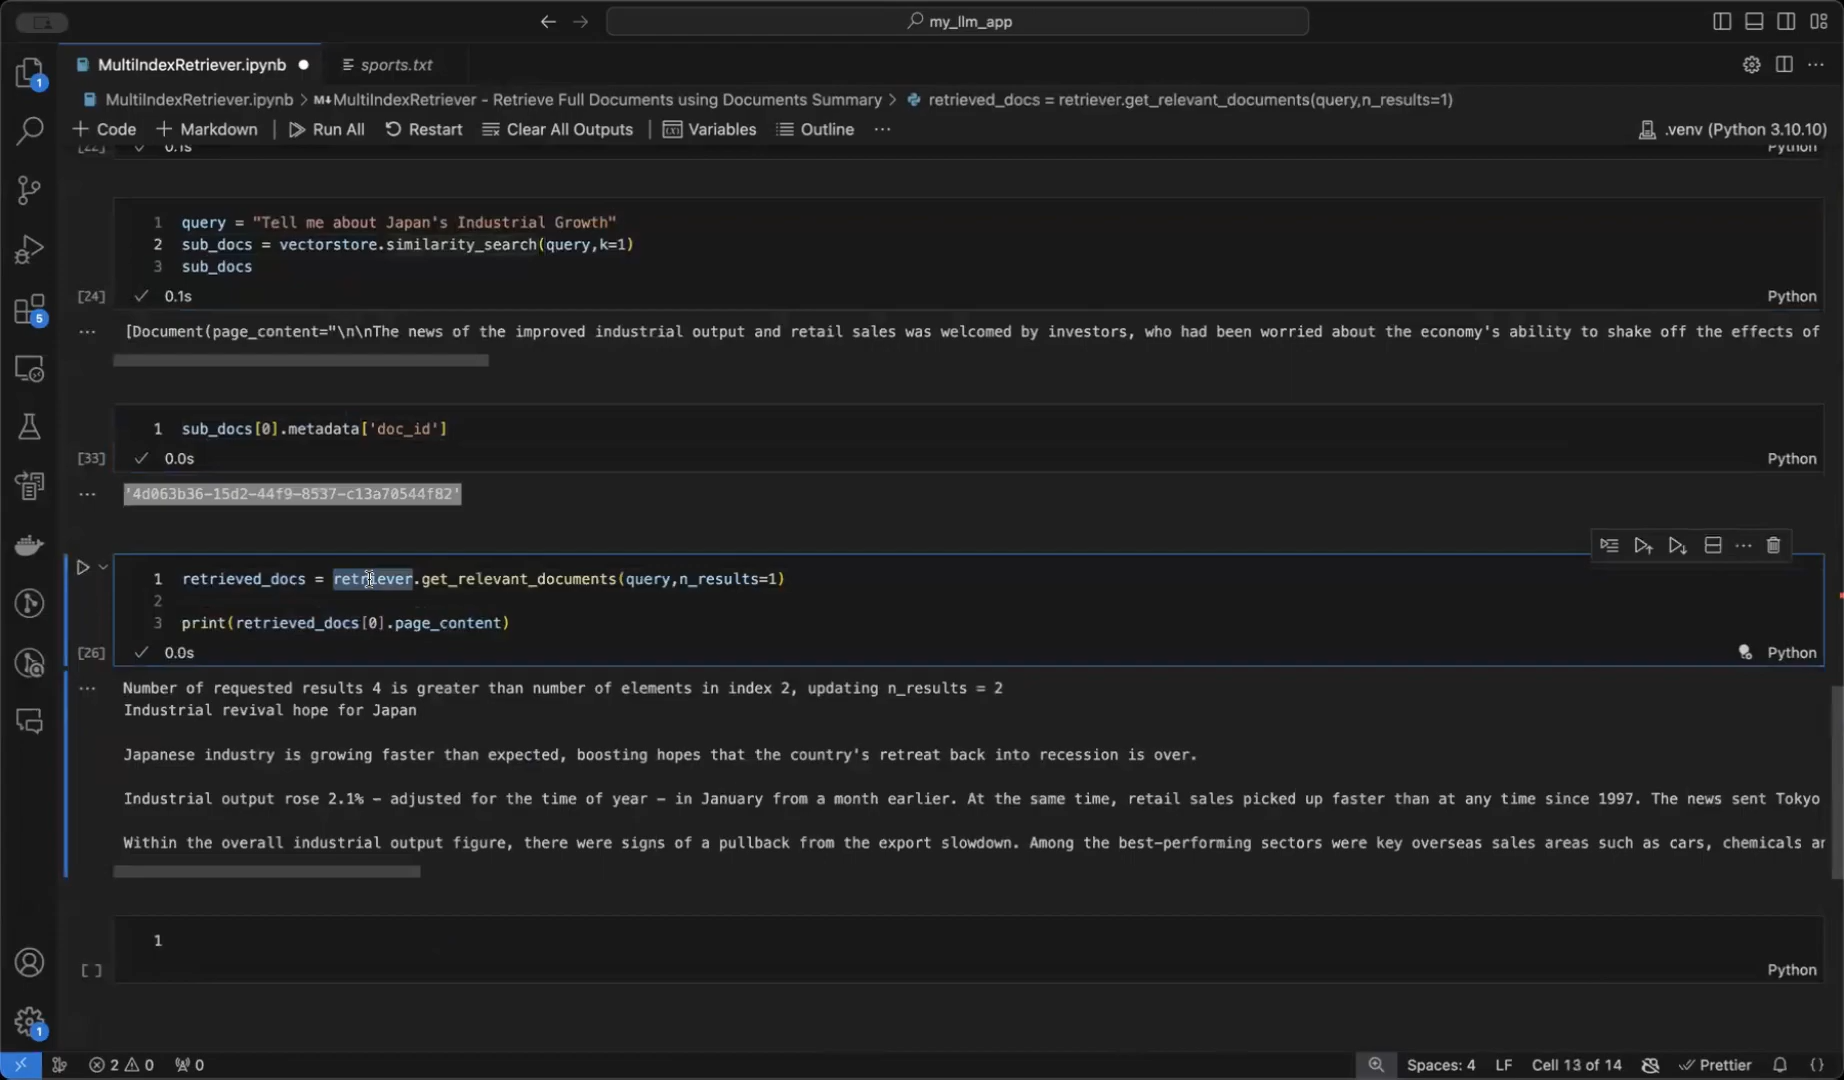 my_llm_app
MultiIndexRetriever.ipynb
sports.txt
1
MultiIndexRetriever.ipynb > MultiIndexRetriever - Retrieve Full Documents using Documents Summary > retrieved_docs = retriever.get_relevant_documents(query,n_results=1)
Code Markdown Run All Restart Clear All Outputs Variables Outline ...
.venv (Python 3.10.10)
[22] 0.1s Python
1 query = "Tell me about Japan's Industrial Growth"
2 sub_docs = vectorstore.similarity_search(query,k=1)
3 sub_docs
[24] 0.1s Python
5
... [Document(page_content="\n\nThe news of the improved industrial output and retail sales was welcomed by investors, who had been worried about the economy's ability to shake off the effects of
1 sub_docs[0].metadata['doc_id']
[33] 0.0s Python
... '4d063b36-15d2-44f9-8537-c13a70544f82'
1 retrieved_docs = retriever.get_relevant_documents(query,n_results=1)
2
3 print(retrieved_docs[0].page_content)
[26] 0.0s Python
... Number of requested results 4 is greater than number of elements in index 2, updating n_results = 2
Industrial revival hope for Japan
Japanese industry is growing faster than expected, boosting hopes that the country's retreat back into recession is over.
Industrial output rose 2.1% - adjusted for the time of year - in January from a month earlier. At the same time, retail sales picked up faster than at any time since 1997. The news sent Tokyo
Within the overall industrial output figure, there were signs of a pullback from the export slowdown. Among the best-performing sectors were key overseas sales areas such as cars, chemicals
1
[ ] Python
1
2 0 0 Spaces: 4 LF Cell 13 of 14 Prettier